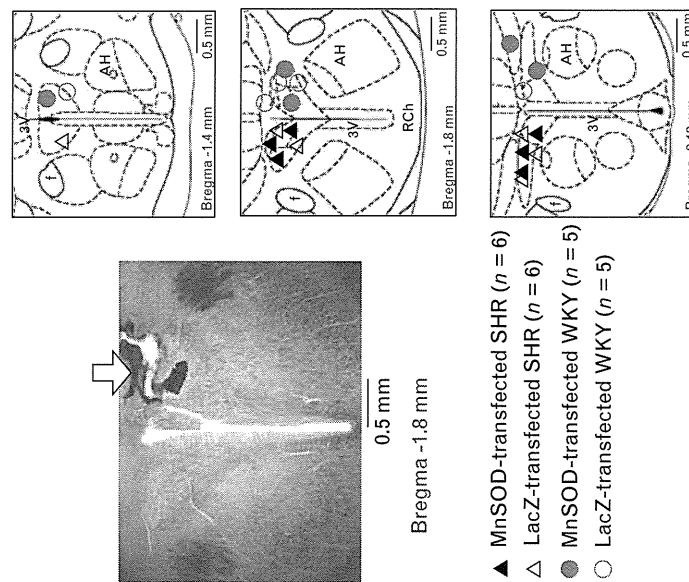 0.5 mm
Bregma -1.8 mm
▲ MnSOD-transfected SHR (n = 6)
△ LacZ-transfected SHR (n = 6)
● MnSOD-transfected WKY (n = 5)
○ LacZ-transfected WKY (n = 5)
3V
f
AH
Bregma -1.4 mm
0.5 mm
3V
f
AH
RCh
Bregma -1.8 mm
0.5 mm
3V
f
AH
0.5 mm